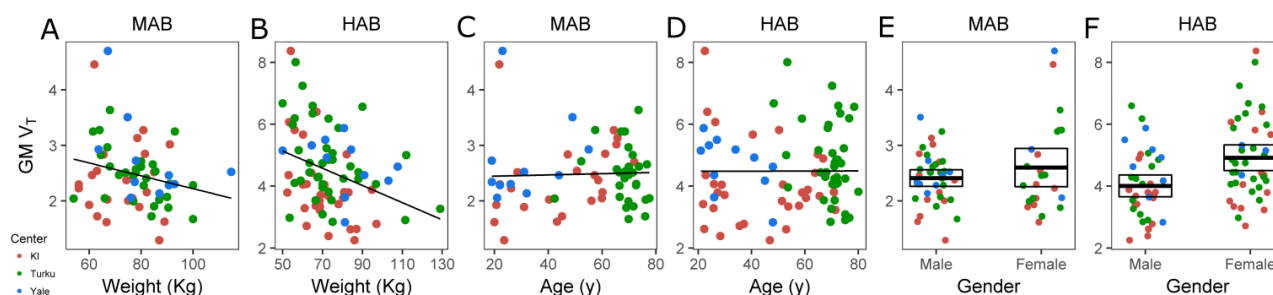 A MAB
B HAB
C MAB
D HAB
E MAB
F HAB
GM VT
4
3
2
60 80 100
Weight (Kg)
8
6
4
2
50 70 90 110 130
Weight (Kg)
4
3
2
20 40 60 80
Age (y)
8
6
4
2
20 40 60 80
Age (y)
4
3
2
Male Female
Gender
8
6
4
2
Male Female
Gender
Center
KI
Turku
Yale